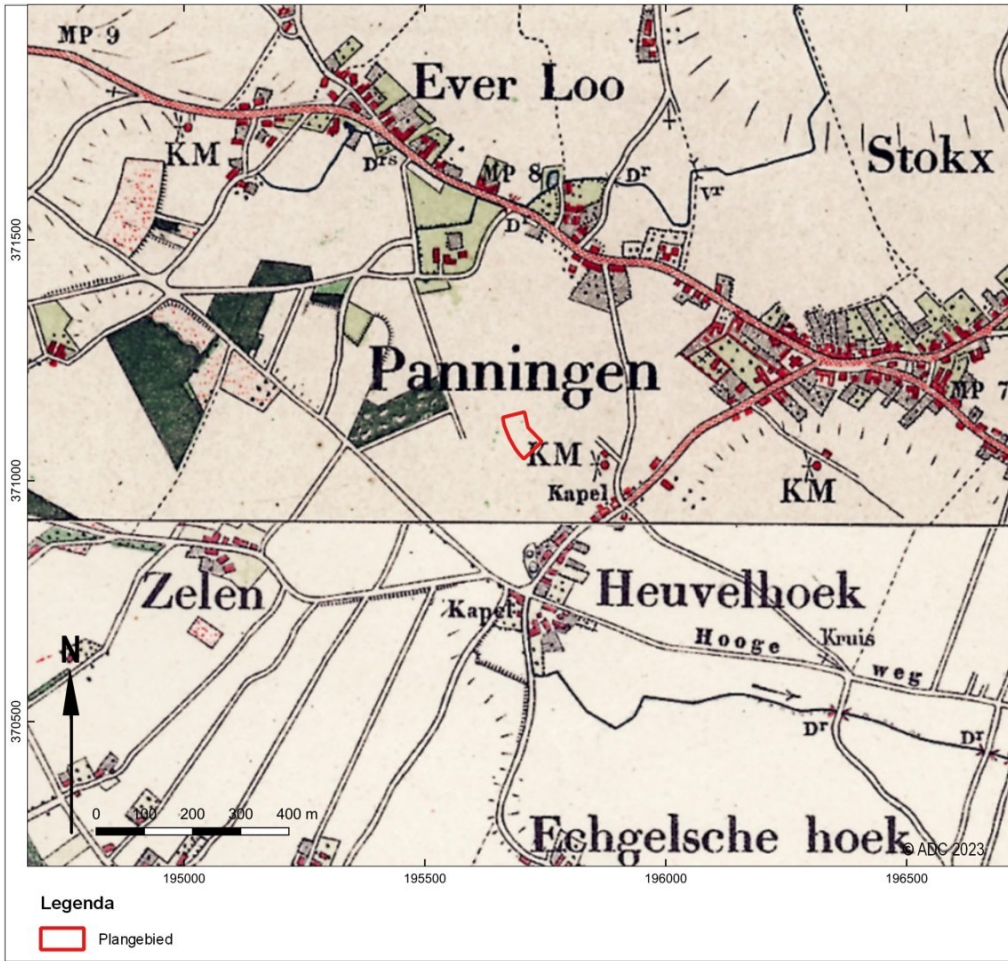 MP 9
Ever Loo
KM
Drs
MP 8
Dr
Stokx
Vr
Dr
371500
Panningen
MP 7
KM
Kapel
KM
371000
Zelen
Kapel
Heuvelhoek
Hooge weg
Kruis
N
370500
Dr
Dr
0 100 200 300 400 m
Echgelsche hoek
© ADC 2023
195000 195500 196000 196500
Legenda
Plangebied